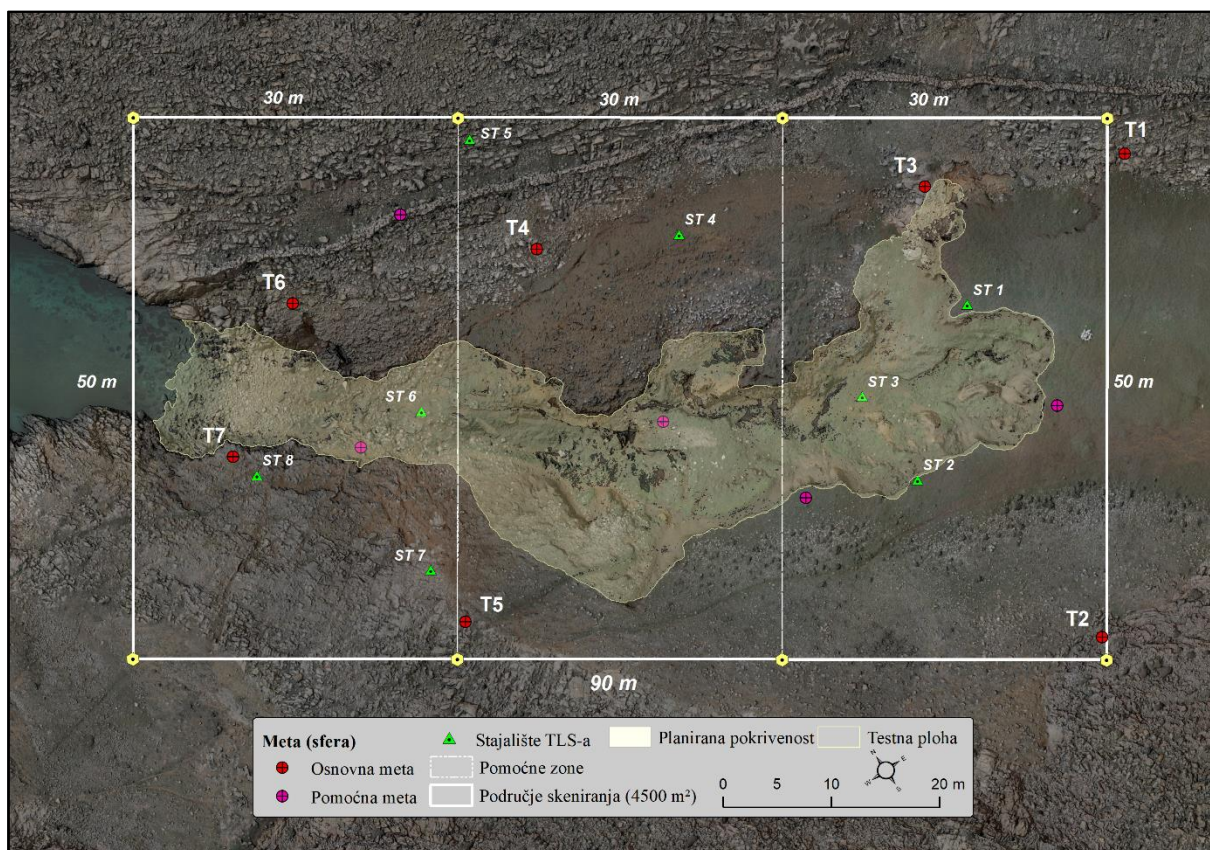 30 m
30 m
30 m
T1
ST 5
T3
T4
ST 4
T6
ST 1
50 m
50 m
ST 3
ST 6
T7
ST 8
ST 2
ST 7
T5
T2
90 m
Meta (sfera)
Osnovna meta
Pomoćna meta
Stajalište TLS-a
Pomoćne zone
Područje skeniranja (4500 m²)
Planirana pokrivenost
Testna ploha
N
E
W
S
0 5 10 20 m